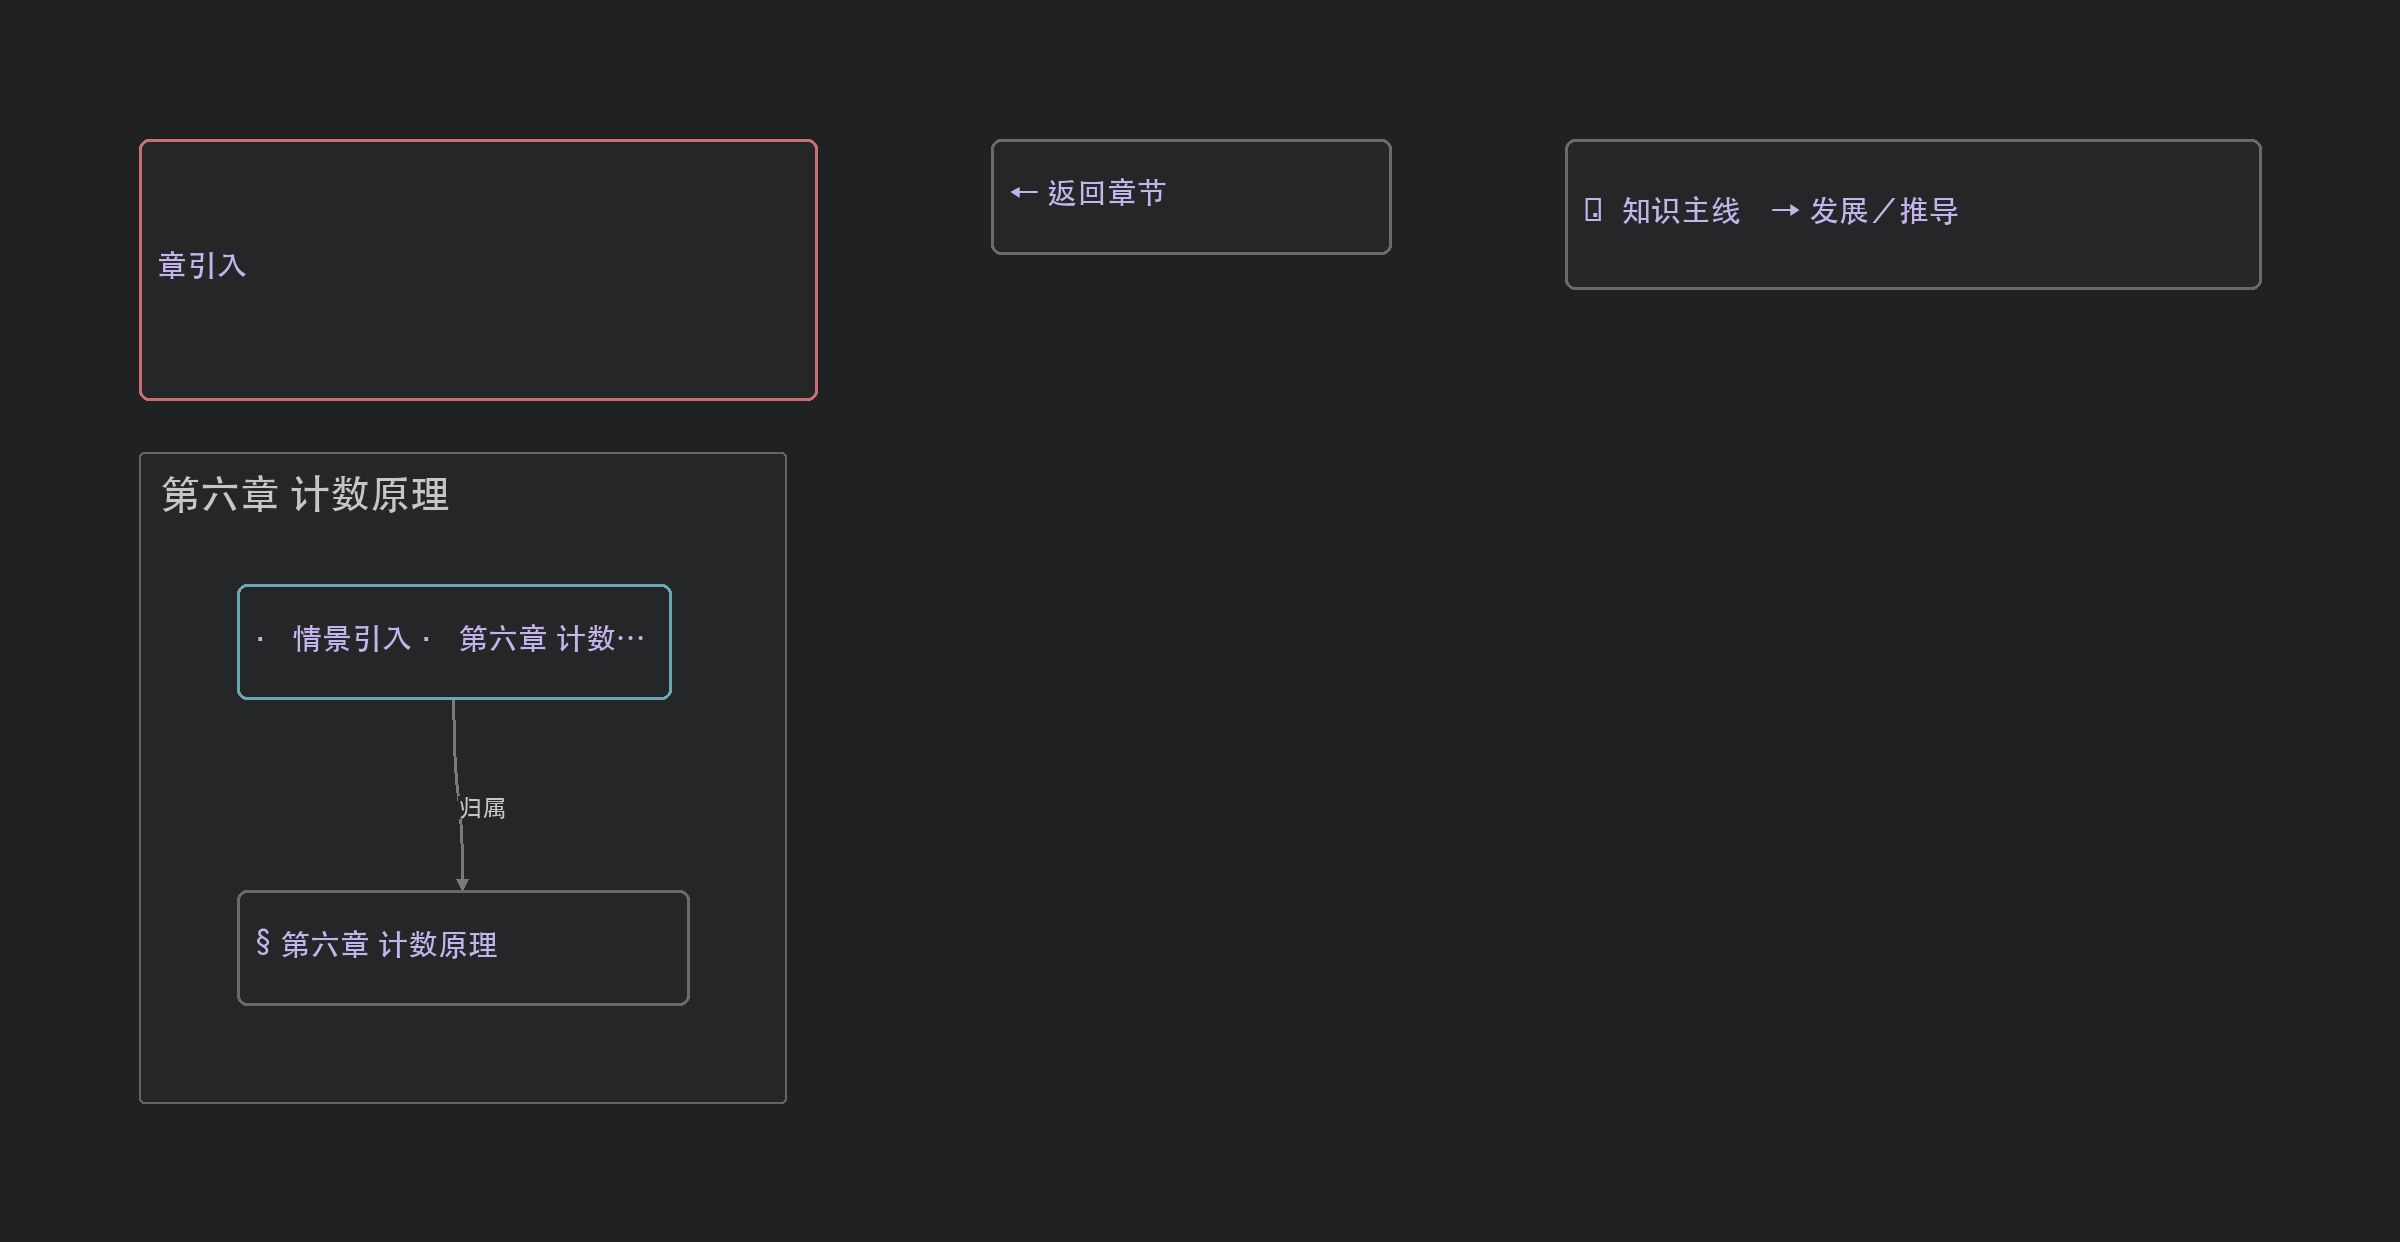 章引入
← 返回章节
知识主线 → 发展／推导
第六章 计数原理
· 情景引入 · 第六章 计数…
归属
§ 第六章 计数原理